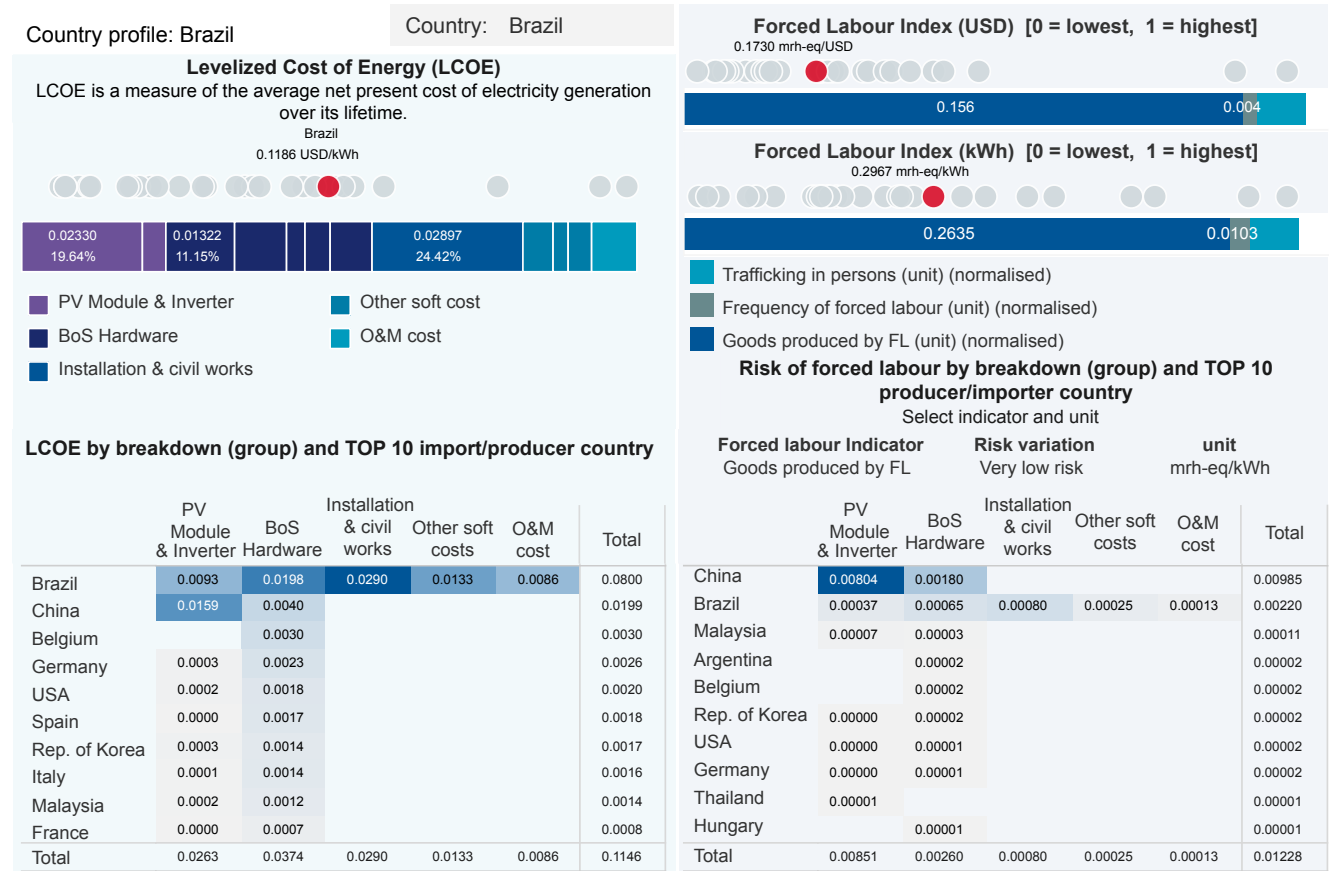 Country profile: Brazil
Country: Brazil
Levelized Cost of Energy (LCOE)
LCOE is a measure of the average net present cost of electricity generation
over its lifetime.
Brazil
0.1186 USD/kWh
0.02330 0.01322 0.02897
19.64% 11.15% 24.42%
PV Module & Inverter Other soft cost
BoS Hardware O&M cost
Installation & civil works
LCOE by breakdown (group) and TOP 10 import/producer country
PV Module & Inverter BoS Hardware Installation & civil works Other soft costs O&M cost Total
Brazil 0.0093 0.0198 0.0290 0.0133 0.0086 0.0800
China 0.0159 0.0040 0.0199
Belgium 0.0030 0.0030
Germany 0.0003 0.0023 0.0026
USA 0.0002 0.0018 0.0020
Spain 0.0000 0.0017 0.0018
Rep. of Korea 0.0003 0.0014 0.0017
Italy 0.0001 0.0014 0.0016
Malaysia 0.0002 0.0012 0.0014
France 0.0000 0.0007 0.0008
Total 0.0263 0.0374 0.0290 0.0133 0.0086 0.1146
Forced Labour Index (USD) [0 = lowest, 1 = highest]
0.1730 mrh-eq/USD
0.156 0.004
Forced Labour Index (kWh) [0 = lowest, 1 = highest]
0.2967 mrh-eq/kWh
0.2635 0.0103
Trafficking in persons (unit) (normalised)
Frequency of forced labour (unit) (normalised)
Goods produced by FL (unit) (normalised)
Risk of forced labour by breakdown (group) and TOP 10
producer/importer country
Select indicator and unit
Forced labour Indicator Risk variation unit
Goods produced by FL Very low risk mrh-eq/kWh
PV Module & Inverter BoS Hardware Installation & civil works Other soft costs O&M cost Total
China 0.00804 0.00180 0.00985
Brazil 0.00037 0.00065 0.00080 0.00025 0.00013 0.00220
Malaysia 0.00007 0.00003 0.00011
Argentina 0.00002 0.00002
Belgium 0.00002 0.00002
Rep. of Korea 0.00000 0.00002 0.00002
USA 0.00000 0.00001 0.00002
Germany 0.00000 0.00001 0.00002
Thailand 0.00001 0.00001
Hungary 0.00001 0.00001
Total 0.00851 0.00260 0.00080 0.00025 0.00013 0.01228